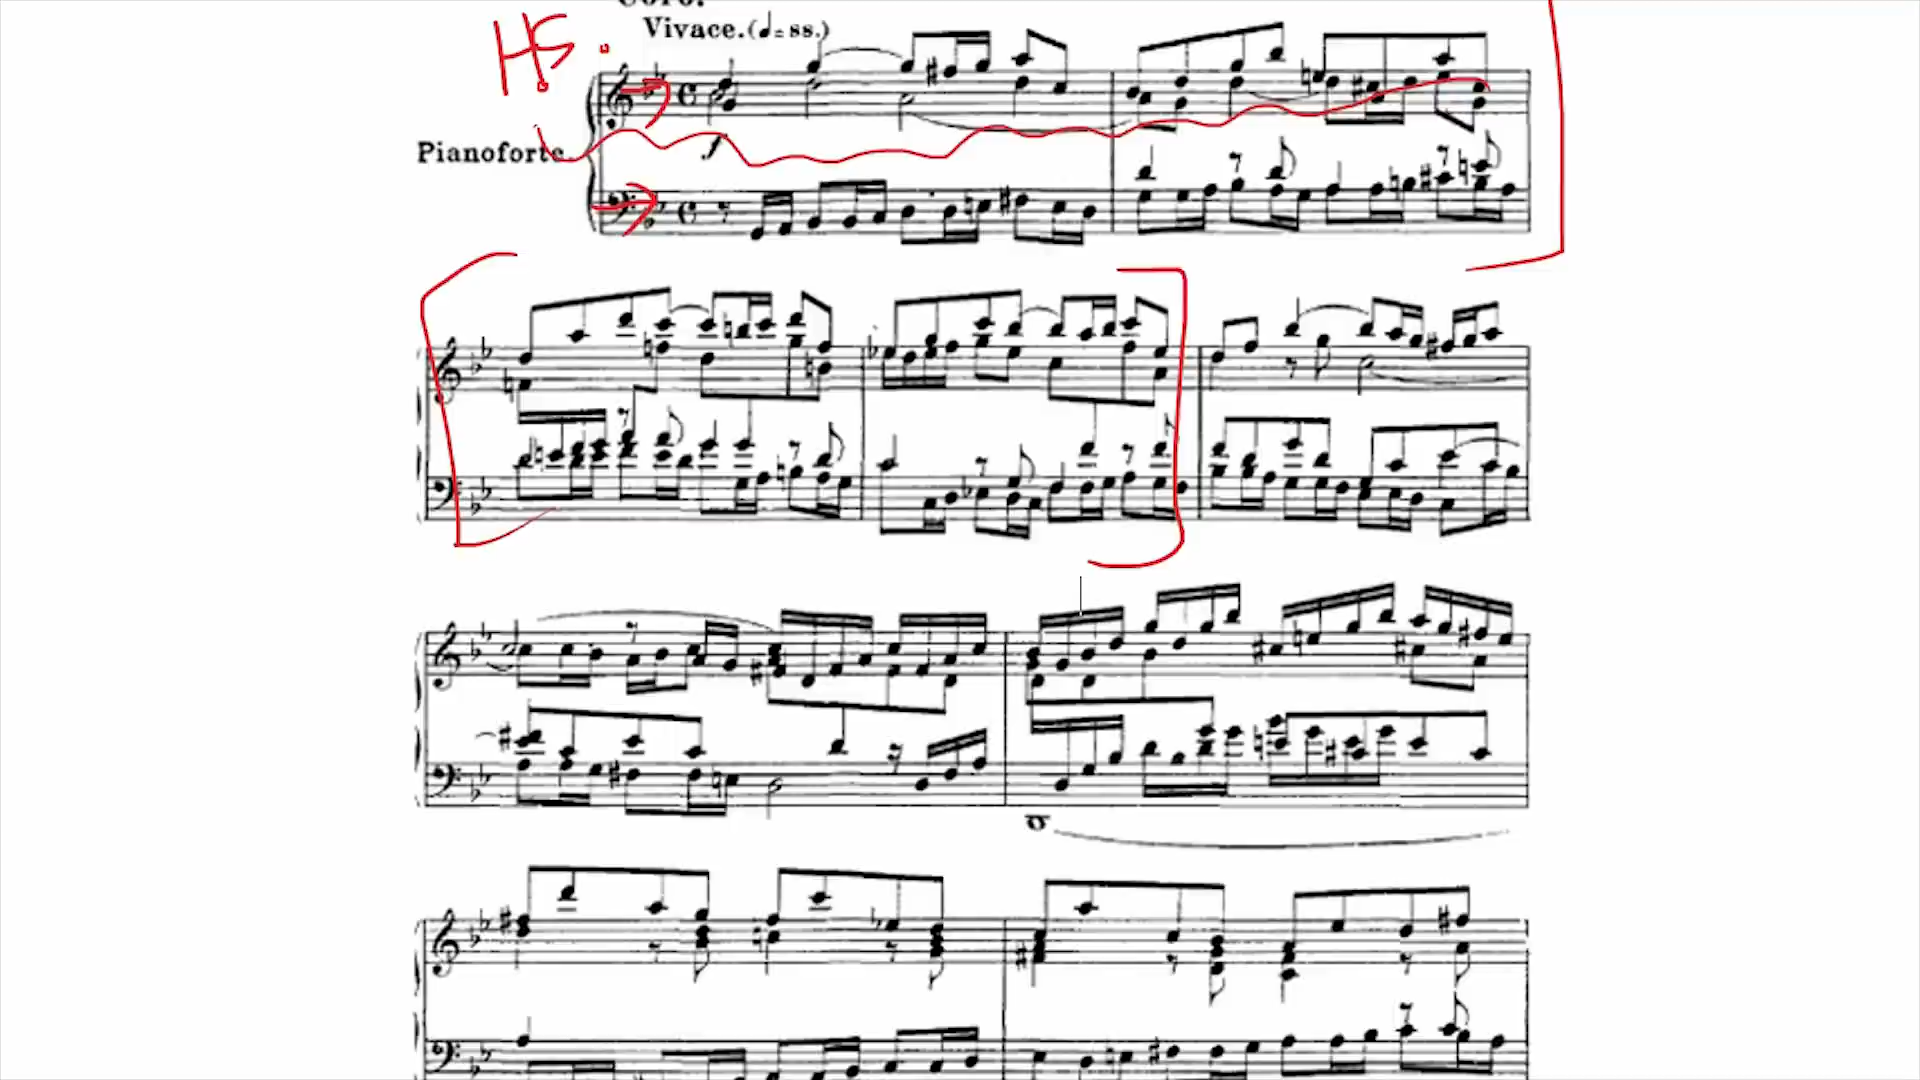 Coro.
Vivace. (𝅗𝅥 = 88.)
HS.
Pianoforte.
f